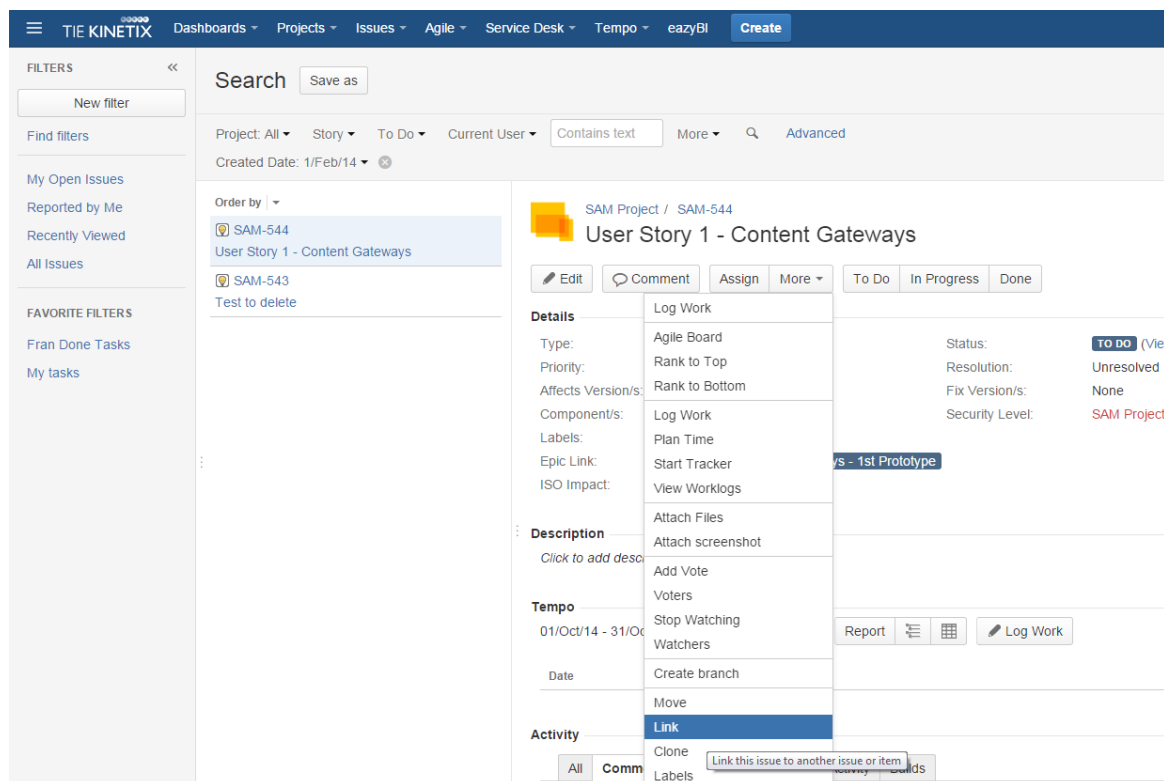 TIE KINETIX Dashboards Projects Issues Agile Service Desk Tempo eazyBI Create
FILTERS
New filter
Find filters
My Open Issues
Reported by Me
Recently Viewed
All Issues
FAVORITE FILTERS
Fran Done Tasks
My tasks
Search Save as
Project: All Story To Do Current User Contains text More Advanced
Created Date: 1/Feb/14
Order by
SAM-544
User Story 1 - Content Gateways
SAM-543
Test to delete
SAM Project / SAM-544
User Story 1 - Content Gateways
Edit Comment Assign More To Do In Progress Done
Log Work
Agile Board
Rank to Top
Rank to Bottom
Log Work
Plan Time
Start Tracker
View Worklogs
Attach Files
Attach screenshot
Add Vote
Voters
Stop Watching
Watchers
Create branch
Move
Link
Clone
Labels
Link this issue to another issue or item
Details
Type: Status: TO DO (Vie
Priority: Resolution: Unresolved
Affects Version/s: Fix Version/s: None
Component/s: Security Level: SAM Project
Labels:
Epic Link: ys - 1st Prototype
ISO Impact:
Description
Click to add desc
Tempo
01/Oct/14 - 31/Oc Report Log Work
Date
Activity
All Comm